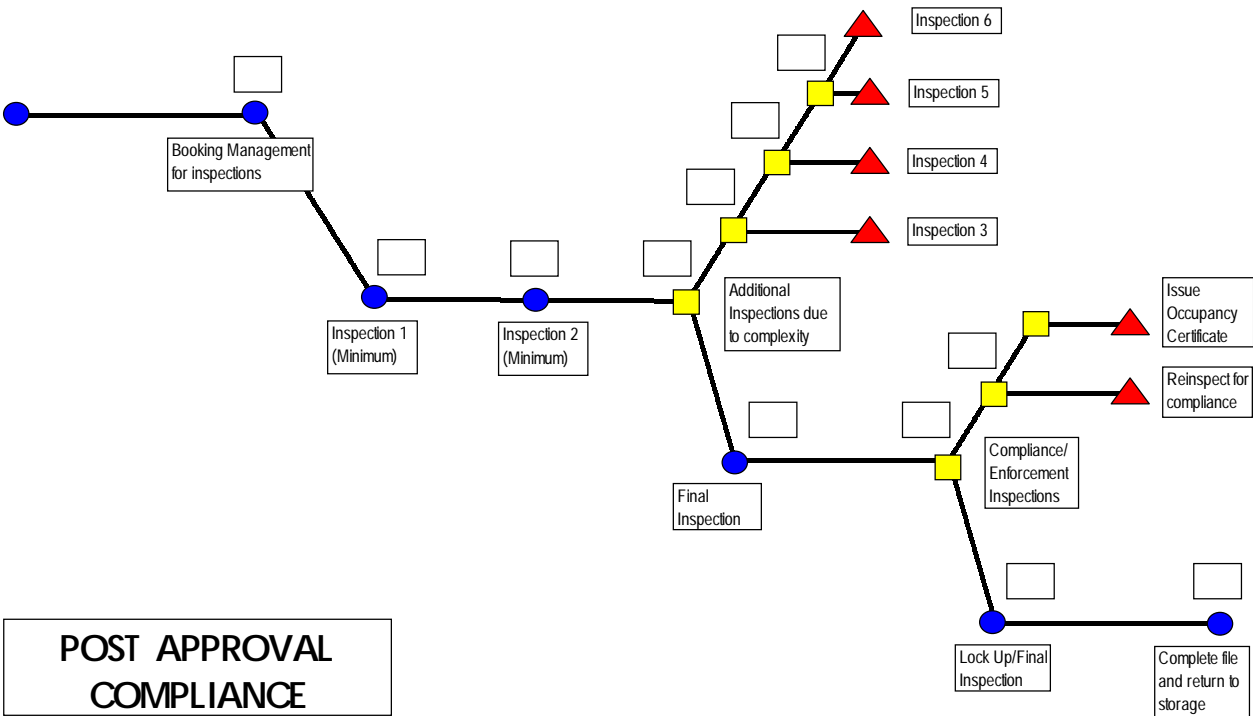 Inspection 6
Inspection 5
Inspection 4
Inspection 3
Booking Management
for inspections
Inspection 1
(Minimum)
Inspection 2
(Minimum)
Additional
Inspections due
to complexity
Issue
Occupancy
Certificate
Reinspect for
compliance
Compliance/
Enforcement
Inspections
Final
Inspection
Lock Up/Final
Inspection
Complete file
and return to
storage
POST APPROVAL
COMPLIANCE